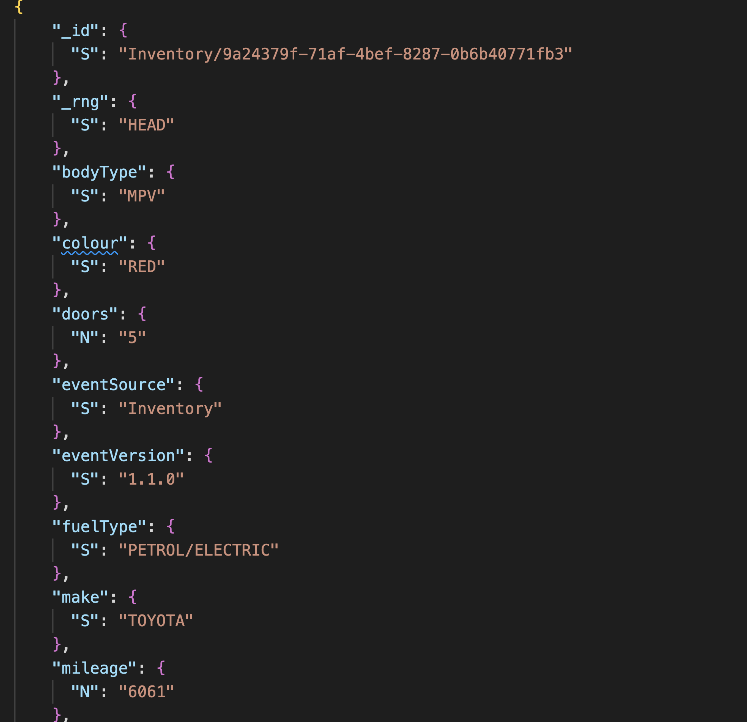 {
"_id": {
"S": "Inventory/9a24379f-71af-4bef-8287-0b6b40771fb3"
},
"_rng": {
"S": "HEAD"
},
"bodyType": {
"S": "MPV"
},
"colour": {
"S": "RED"
},
"doors": {
"N": "5"
},
"eventSource": {
"S": "Inventory"
},
"eventVersion": {
"S": "1.1.0"
},
"fuelType": {
"S": "PETROL/ELECTRIC"
},
"make": {
"S": "TOYOTA"
},
"mileage": {
"N": "6061"
},